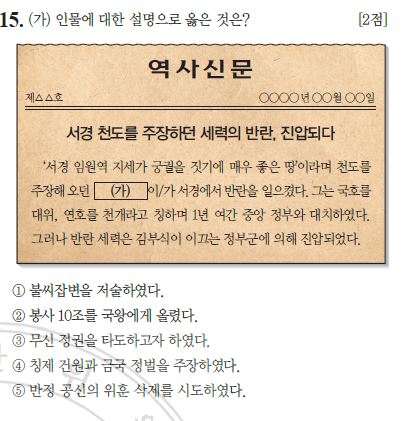 15. (가) 인물에 대한 설명으로 옳은 것은? [2점]
역사신문
제△△호 ○○○○년 ○○월 ○○일
서경 천도를 주장하던 세력의 반란, 진압되다
‘서경 임원역 지세가 궁궐을 짓기에 매우 좋은 땅’이라며 천도를
주장해 오던 (가) 이/가 서경에서 반란을 일으켰다. 그는 국호를
대위, 연호를 천개라고 칭하며 1년 여간 중앙 정부와 대치하였다.
그러나 반란 세력은 김부식이 이끄는 정부군에 의해 진압되었다.
① 불씨잡변을 저술하였다.
② 봉사 10조를 국왕에게 올렸다.
③ 무신 정권을 타도하고자 하였다.
④ 칭제 건원과 금국 정벌을 주장하였다.
⑤ 반정 공신의 위훈 삭제를 시도하였다.